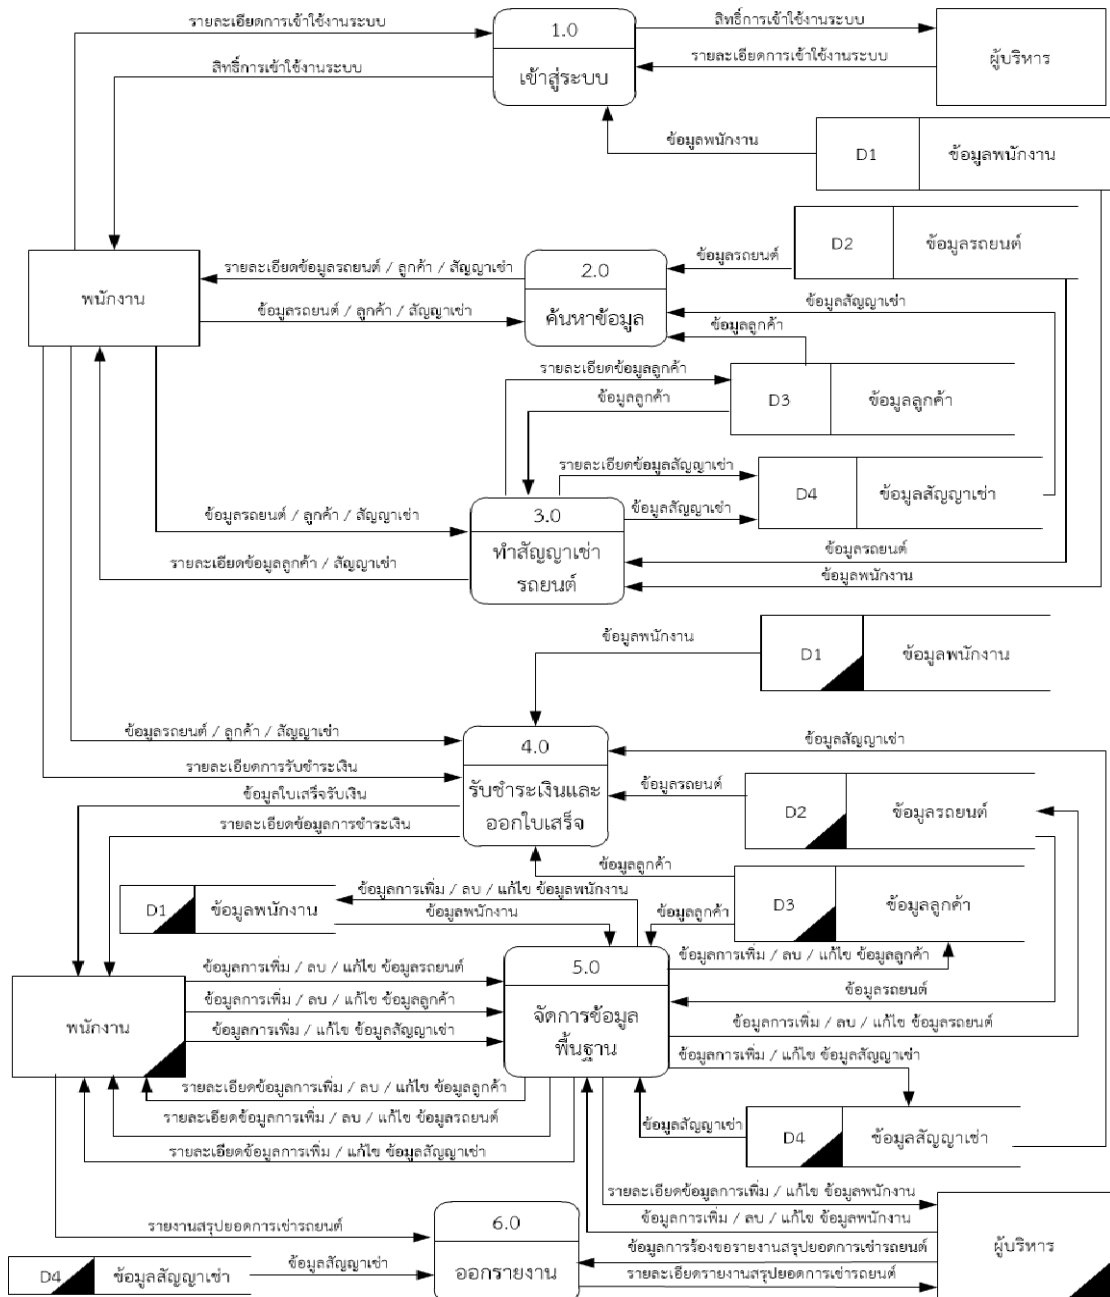 รายละเอียดการเข้าใช้งานระบบ
1.0
สิทธิ์การเข้าใช้งานระบบ
สิทธิ์การเข้าใช้งานระบบ
เข้าสู่ระบบ
รายละเอียดการเข้าใช้งานระบบ
ผู้บริหาร
ข้อมูลพนักงาน
D1
ข้อมูลพนักงาน
D2
ข้อมูลรถยนต์
ข้อมูลรถยนต์
รายละเอียดข้อมูลรถยนต์ / ลูกค้า / สัญญาเช่า
2.0
พนักงาน
ข้อมูลรถยนต์ / ลูกค้า / สัญญาเช่า
ค้นหาข้อมูล
ข้อมูลสัญญาเช่า
ข้อมูลลูกค้า
รายละเอียดข้อมูลลูกค้า
ข้อมูลลูกค้า
D3
ข้อมูลลูกค้า
รายละเอียดข้อมูลสัญญาเช่า
D4
ข้อมูลสัญญาเช่า
ข้อมูลรถยนต์ / ลูกค้า / สัญญาเช่า
3.0
ข้อมูลสัญญาเช่า
รายละเอียดข้อมูลลูกค้า / สัญญาเช่า
ทำสัญญาเช่า
รถยนต์
ข้อมูลรถยนต์
ข้อมูลพนักงาน
ข้อมูลพนักงาน
D1
ข้อมูลพนักงาน
ข้อมูลรถยนต์ / ลูกค้า / สัญญาเช่า
4.0
ข้อมูลสัญญาเช่า
รายละเอียดการรับชำระเงิน
ข้อมูลใบเสร็จรับเงิน
รายละเอียดข้อมูลการชำระเงิน
รับชำระเงินและ
ออกใบเสร็จ
ข้อมูลรถยนต์
D2
ข้อมูลรถยนต์
ข้อมูลลูกค้า
D1
ข้อมูลพนักงาน
ข้อมูลการเพิ่ม / ลบ / แก้ไข ข้อมูลพนักงาน
ข้อมูลพนักงาน
ข้อมูลลูกค้า
D3
ข้อมูลลูกค้า
พนักงาน
ข้อมูลการเพิ่ม / ลบ / แก้ไข ข้อมูลรถยนต์
ข้อมูลการเพิ่ม / ลบ / แก้ไข ข้อมูลลูกค้า
ข้อมูลการเพิ่ม / แก้ไข ข้อมูลสัญญาเช่า
5.0
จัดการข้อมูล
พื้นฐาน
ข้อมูลการเพิ่ม / ลบ / แก้ไข ข้อมูลลูกค้า
ข้อมูลรถยนต์
ข้อมูลการเพิ่ม / ลบ / แก้ไข ข้อมูลรถยนต์
ข้อมูลการเพิ่ม / แก้ไข ข้อมูลสัญญาเช่า
รายละเอียดข้อมูลการเพิ่ม / ลบ / แก้ไข ข้อมูลลูกค้า
รายละเอียดข้อมูลการเพิ่ม / ลบ / แก้ไข ข้อมูลรถยนต์
รายละเอียดข้อมูลการเพิ่ม / แก้ไข ข้อมูลสัญญาเช่า
ข้อมูลสัญญาเช่า
D4
ข้อมูลสัญญาเช่า
รายละเอียดข้อมูลการเพิ่ม / แก้ไข ข้อมูลพนักงาน
ข้อมูลการเพิ่ม / ลบ / แก้ไข ข้อมูลพนักงาน
ข้อมูลการร้องขอรายงานสรุปยอดการเช่ารถยนต์
รายละเอียดรายงานสรุปยอดการเช่ารถยนต์
ผู้บริหาร
รายงานสรุปยอดการเช่ารถยนต์
6.0
ออกรายงาน
D4
ข้อมูลสัญญาเช่า
ข้อมูลสัญญาเช่า